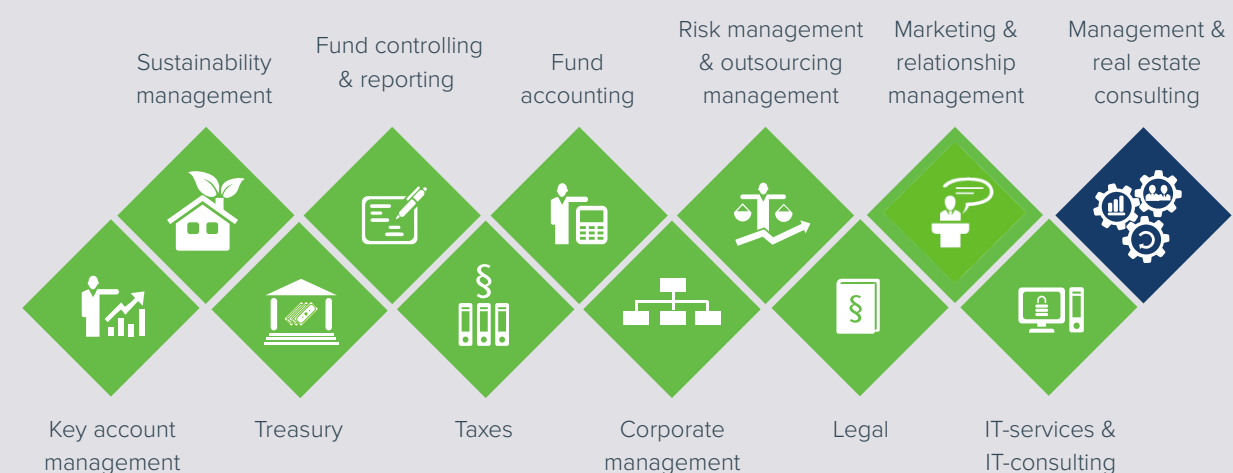 Sustainability
management
Fund controlling
& reporting
Fund
accounting
Risk management
& outsourcing
management
Marketing &
relationship
management
Management &
real estate
consulting
§
§
Key account
management
Treasury
Taxes
Corporate
management
Legal
IT-services &
IT-consulting